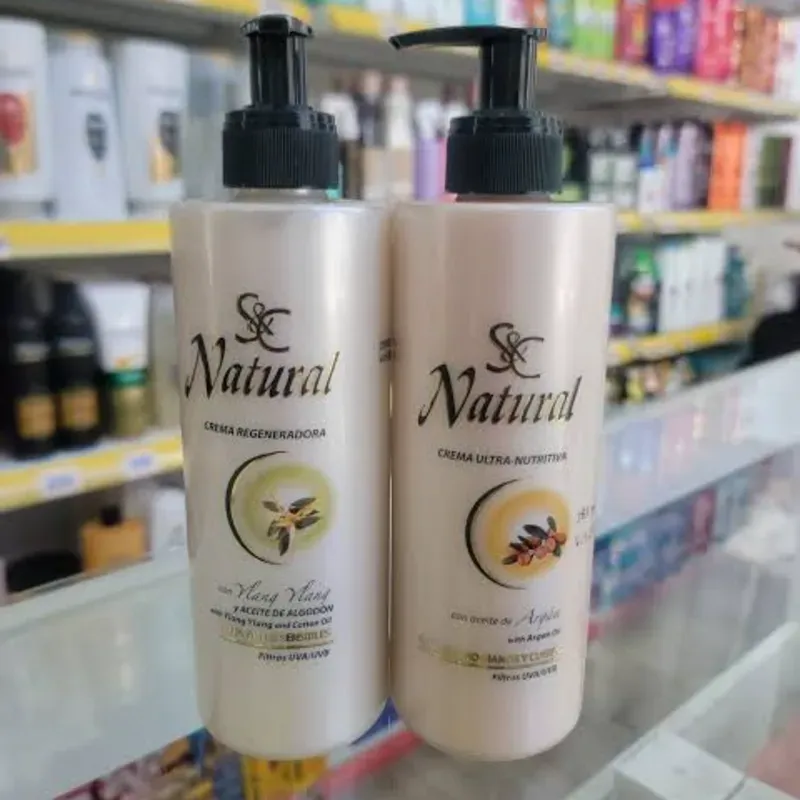 S&C
Natural
CREMA REGENERADORA
con Ylang Ylang
Y ACEITE DE ALGODÓN
with Ylang Ylang and Cotton Oil
Filtros UVA/UVB
S&C
Natural
CREMA ULTRA-NUTRITIVA
con aceite de Argán
with Argan Oil
Filtros UVA/UVB